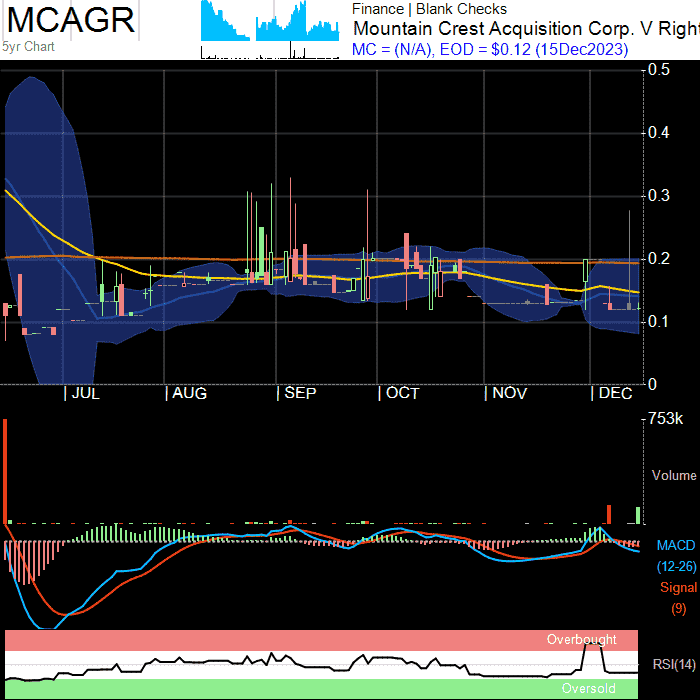 MCAGR
5yr Chart
Finance | Blank Checks
Mountain Crest Acquisition Corp. V Right
MC = (N/A), EOD = $0.12 (15Dec2023)
0.5
0.4
0.3
0.2
0.1
0
JUL AUG SEP OCT NOV DEC
753k
Volume
MACD
(12-26)
Signal
(9)
Overbought
RSI(14)
Oversold